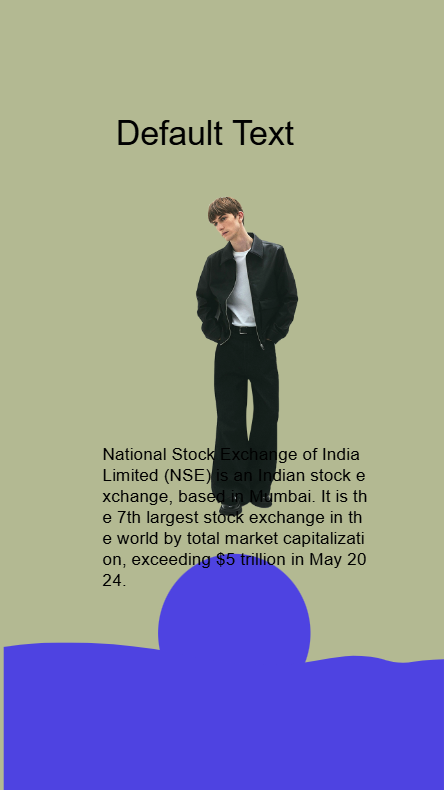 Default Text
National Stock Exchange of India
Limited (NSE) is an Indian stock e
xchange, based in Mumbai. It is th
e 7th largest stock exchange in th
e world by total market capitalizati
on, exceeding $5 trillion in May 20
24.